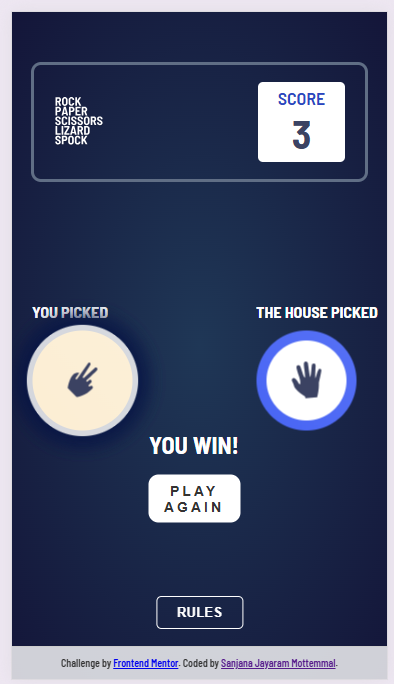 ROCK
PAPER
SCISSORS
LIZARD
SPOCK
SCORE
3
YOU PICKED
THE HOUSE PICKED
YOU WIN!
PLAY
AGAIN
RULES
Challenge by Frontend Mentor. Coded by Sanjana Jayaram Mottemmal.